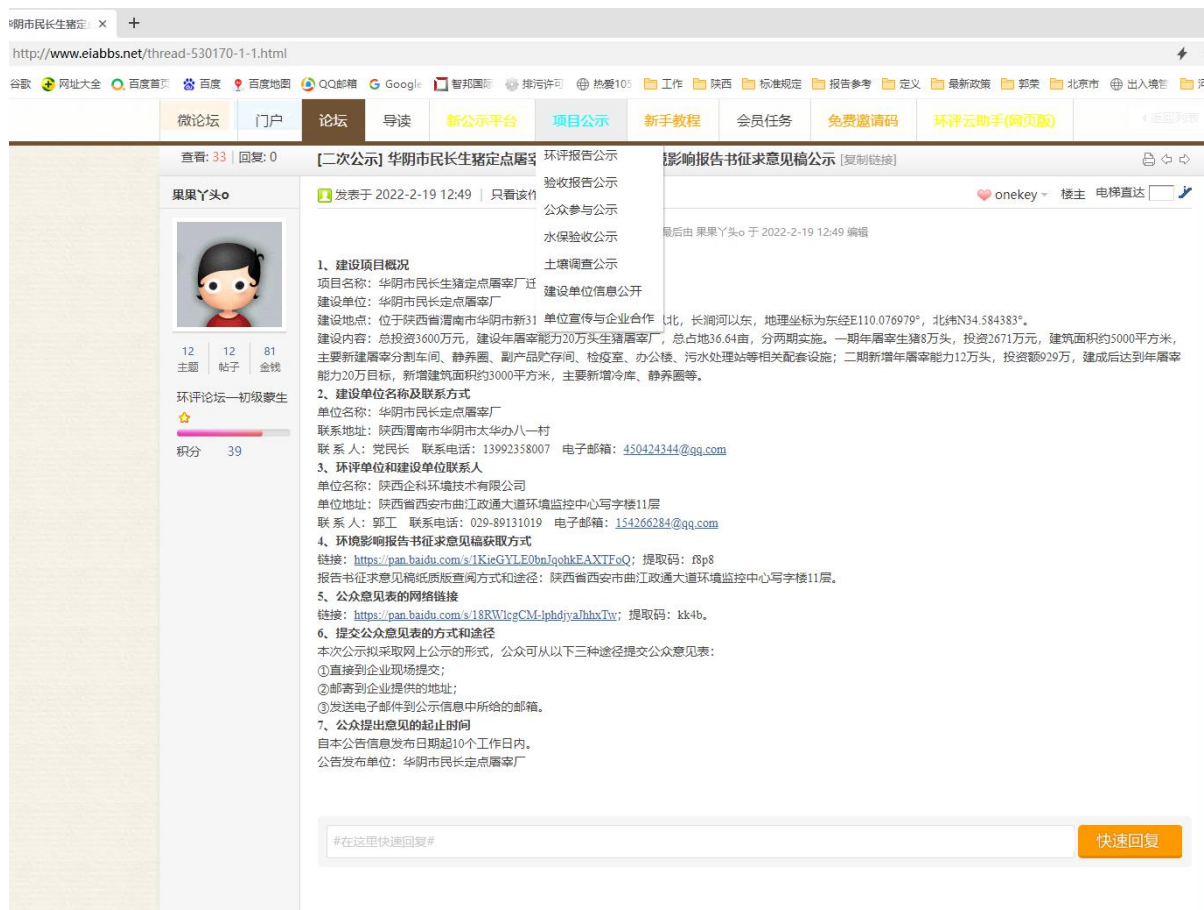 阴市民长生猪定
http://www.eiabbs.net/thread-530170-1-1.html
谷歌 网址大全 百度首页 百度 百度地图 QQ邮箱 Google 智邦国际 排污许可 热爱105 工作 陕西 标准规定 报告参考 定义 最新政策 郭荣 北京市 出入境管
微论坛 门户 论坛 导读 新公示平台 项目公示 新手教程 会员任务 免费邀请码 环评云助手(网页版) 返回列表
查看: 33 回复: 0 [二次公示] 华阴市民长生猪定点屠宰 影响报告书征求意见稿公示 [复制链接]
环评报告公示
验收报告公示
公众参与公示
水保验收公示
土壤调查公示
建设单位信息公开
单位宣传与企业合作
果果丫头o 发表于 2022-2-19 12:49 只看该作 onekey 楼主 电梯直达
最后由 果果丫头o 于 2022-2-19 12:49 编辑
12 12 81
主题 帖子 金钱
环评论坛—初级蒙生
积分 39
1、建设项目概况
项目名称：华阴市民长生猪定点屠宰厂迁
建设单位：华阴市民长定点屠宰厂
建设地点：位于陕西省渭南市华阴市新31 以北，长涧河以东，地理坐标为东经E110.076979°，北纬N34.584383°。
建设内容：总投资3600万元，建设年屠宰能力20万头生猪屠宰厂，总占地36.64亩，分两期实施。一期年屠宰生猪8万头，投资2671万元，建筑面积约5000平方米，
主要新建屠宰分割车间、静养圈、副产品贮存间、检疫室、办公楼、污水处理站等相关配套设施；二期新增年屠宰能力12万头，投资额929万，建成后达到年屠宰
能力20万目标，新增建筑面积约3000平方米，主要新增冷库、静养圈等。
2、建设单位名称及联系方式
单位名称：华阴市民长定点屠宰厂
联系地址：陕西渭南市华阴市太华办八一村
联 系 人：党民长 联系电话：13992358007 电子邮箱：450424344@qq.com
3、环评单位和建设单位联系人
单位名称：陕西企科环境技术有限公司
单位地址：陕西省西安市曲江政通大道环境监控中心写字楼11层
联 系 人：郭工 联系电话：029-89131019 电子邮箱：154266284@qq.com
4、环境影响报告书征求意见稿获取方式
链接：https://pan.baidu.com/s/1KieGYLE0bnJqohkEAXTFoQ；提取码：f8p8
报告书征求意见稿纸质版查阅方式和途径：陕西省西安市曲江政通大道环境监控中心写字楼11层。
5、公众意见表的网络链接
链接：https://pan.baidu.com/s/18RWlcgCM-lphdjyaJhhxTw；提取码：kk4b。
6、提交公众意见表的方式和途径
本次公示拟采取网上公示的形式，公众可从以下三种途径提交公众意见表：
①直接到企业现场提交；
②邮寄到企业提供的地址；
③发送电子邮件到公示信息中所给的邮箱。
7、公众提出意见的起止时间
自本公告信息发布日期起10个工作日内。
公告发布单位：华阴市民长定点屠宰厂
#在这里快速回复#
快速回复